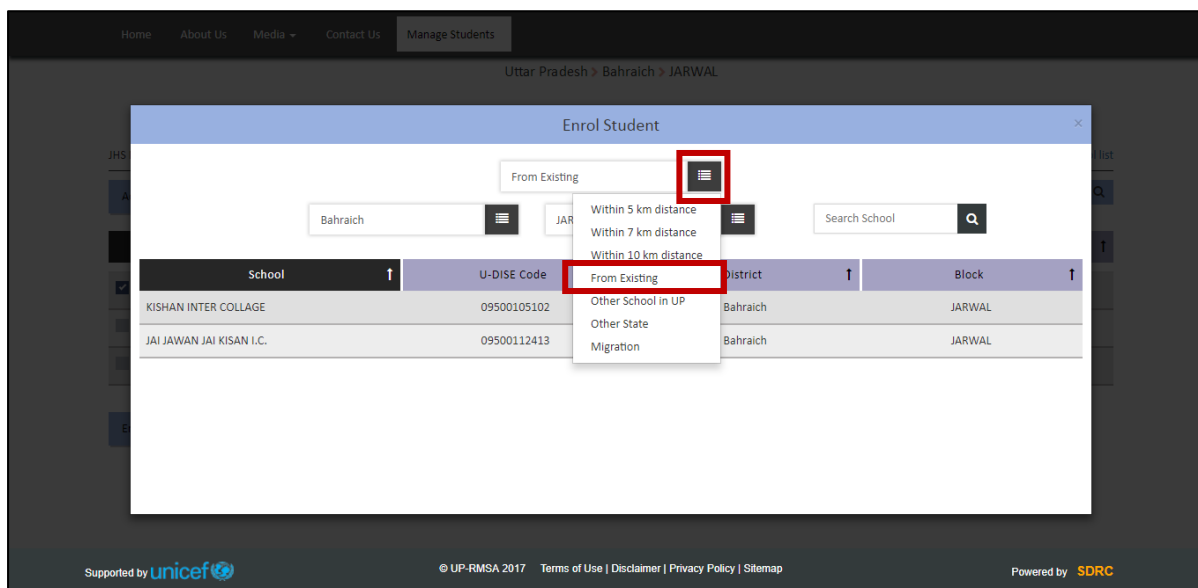 Home About Us Media Contact Us Manage Students
Uttar Pradesh > Bahraich > JARWAL
Enrol Student ×
JHS
l list
From Existing
A
Bahraich
JAR
Search School
Within 5 km distance
Within 7 km distance
Within 10 km distance
From Existing
Other School in UP
Other State
Migration
School U-DISE Code District Block
KISHAN INTER COLLAGE 09500105102 Bahraich JARWAL
JAI JAWAN JAI KISAN I.C. 09500112413 Bahraich JARWAL
E
Supported by unicef © UP-RMSA 2017 Terms of Use | Disclaimer | Privacy Policy | Sitemap Powered by SDRC